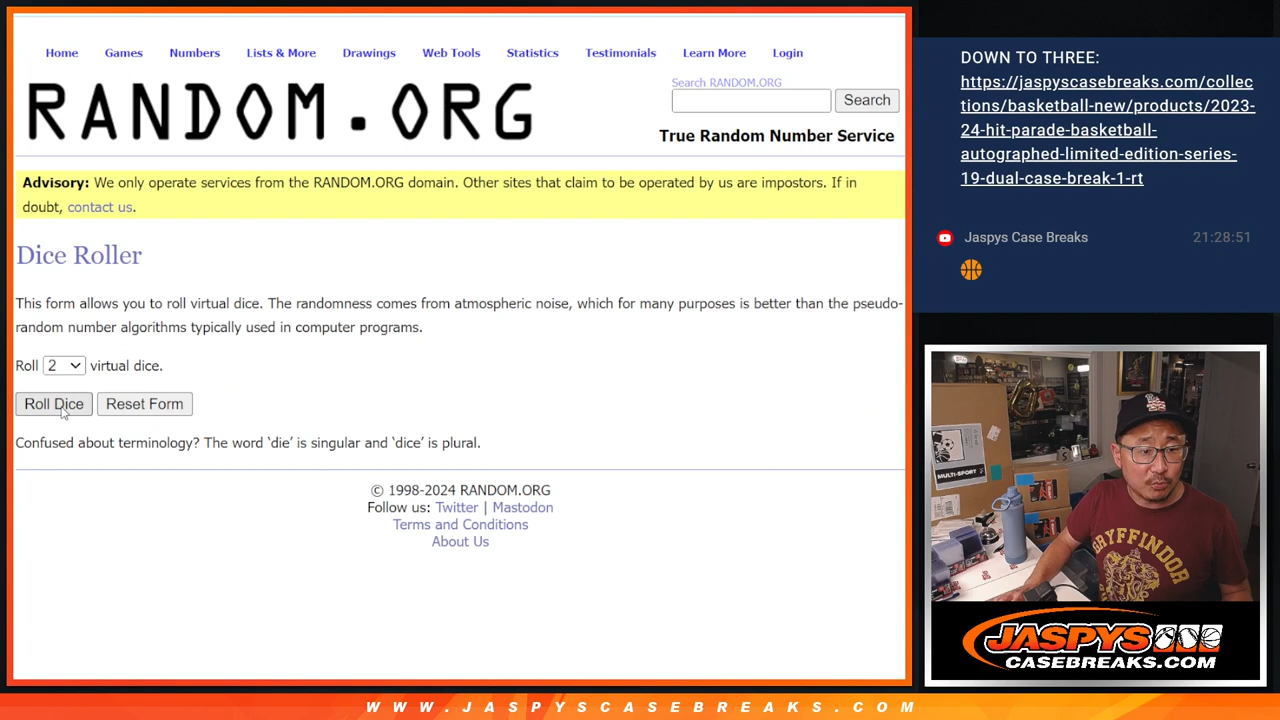 Home Games Numbers Lists & More Drawings Web Tools Statistics Testimonials Learn More Login
RANDOM.ORG
Search RANDOM.ORG
Search
True Random Number Service
Advisory: We only operate services from the RANDOM.ORG domain. Other sites that claim to be operated by us are impostors. If in
doubt, contact us.
Dice Roller
This form allows you to roll virtual dice. The randomness comes from atmospheric noise, which for many purposes is better than the pseudo-
random number algorithms typically used in computer programs.
Roll 2 virtual dice.
Roll Dice Reset Form
Confused about terminology? The word ‘die’ is singular and ‘dice’ is plural.
© 1998-2024 RANDOM.ORG
Follow us: Twitter | Mastodon
Terms and Conditions
About Us
DOWN TO THREE:
https://jaspyscasebreaks.com/collec
tions/basketball-new/products/2023-
24-hit-parade-basketball-
autographed-limited-edition-series-
19-dual-case-break-1-rt
Jaspys Case Breaks 21:28:51
MULTI-SPORT
GRYFFINDOR
JASPYS
CASEBREAKS.COM
WWW.JASPYSCASEBREAKS.COM